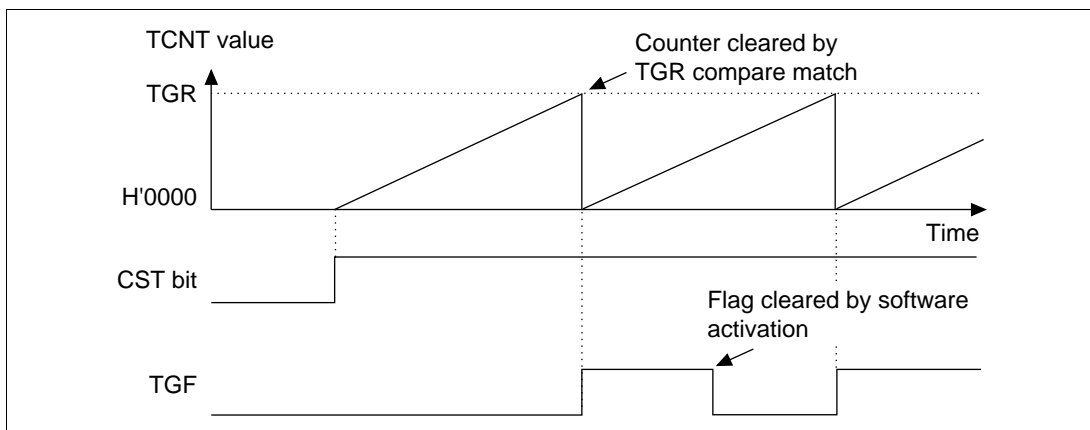 TCNT value
Counter cleared by
TGR compare match
TGR
H'0000
Time
CST bit
Flag cleared by software
activation
TGF